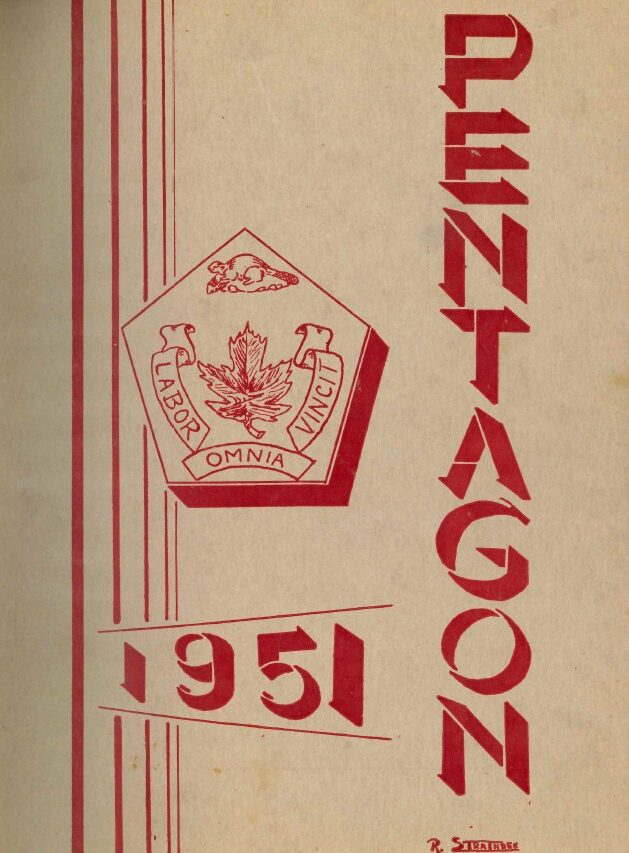 PENTAGON
LABOR OMNIA VINCIT
1951
R. STRATHDEE